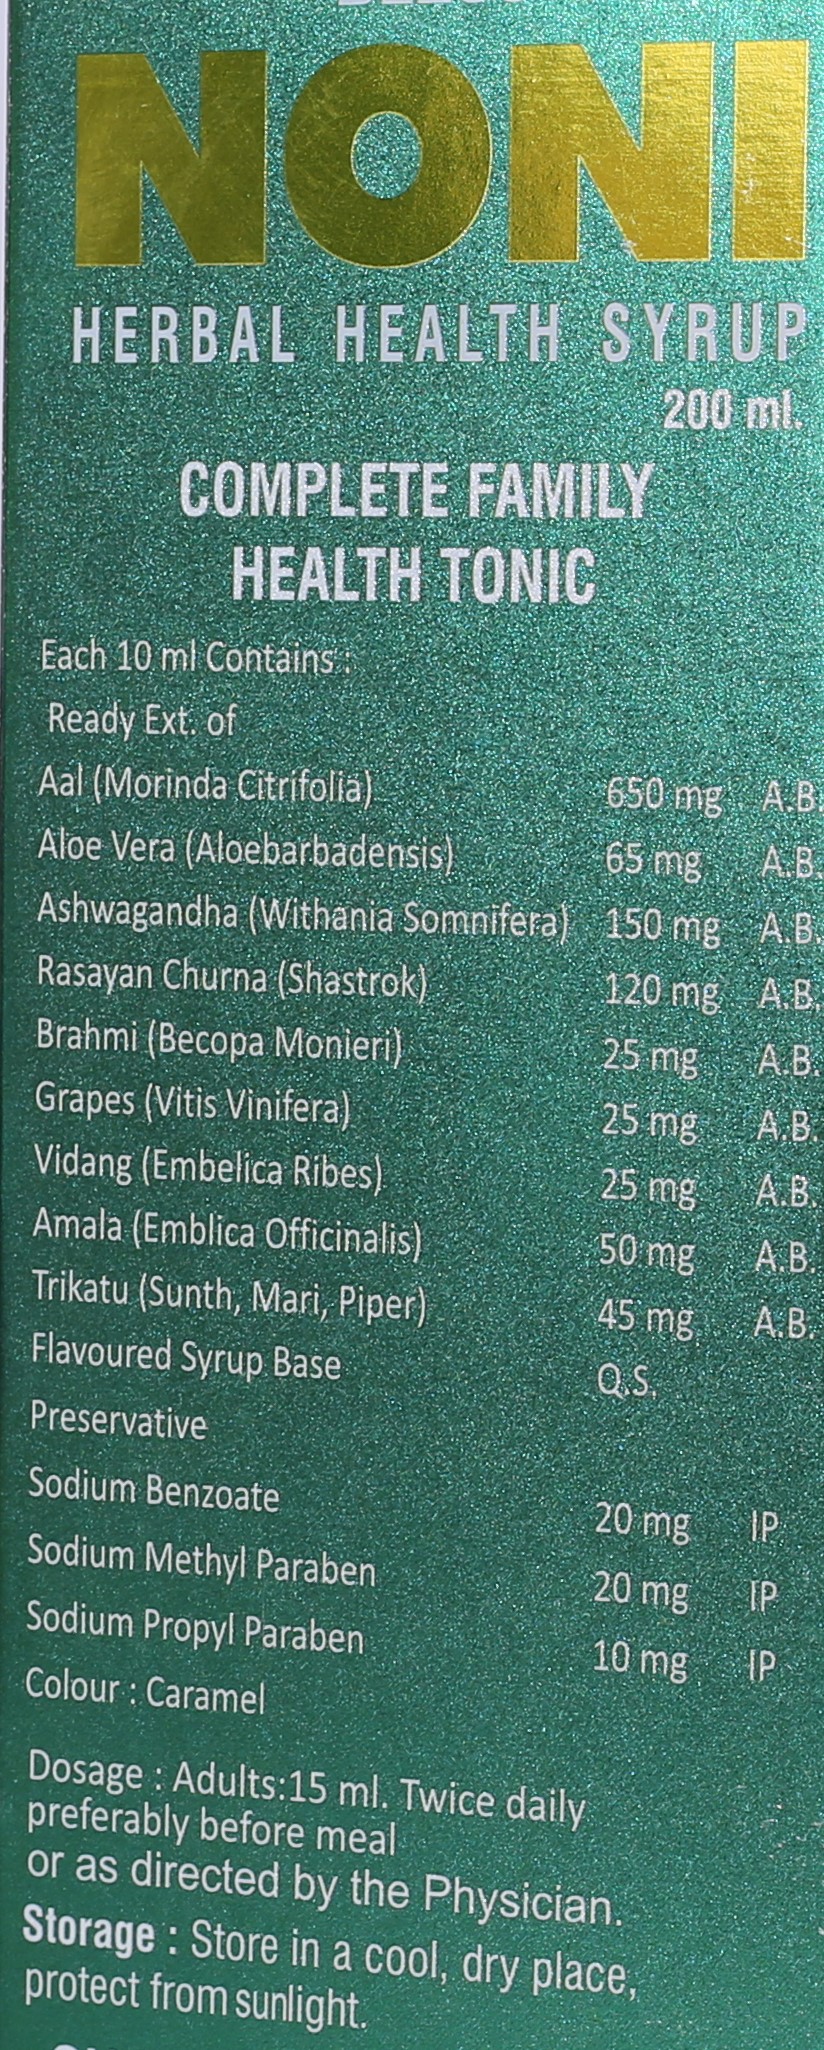 NONI
HERBAL HEALTH SYRUP
200 ml.
COMPLETE FAMILY
HEALTH TONIC
Each 10 ml Contains :
Ready Ext. of
Aal (Morinda Citrifolia) 650 mg A.B.
Aloe Vera (Aloebarbadensis) 65 mg A.B.
Ashwagandha (Withania Somnifera) 150 mg A.B.
Rasayan Churna (Shastrok) 120 mg A.B.
Brahmi (Becopa Monieri) 25 mg A.B.
Grapes (Vitis Vinifera) 25 mg A.B.
Vidang (Embelica Ribes) 25 mg A.B.
Amala (Emblica Officinalis) 50 mg A.B.
Trikatu (Sunth, Mari, Piper) 45 mg A.B.
Flavoured Syrup Base Q.S.
Preservative
Sodium Benzoate 20 mg IP
Sodium Methyl Paraben 20 mg IP
Sodium Propyl Paraben 10 mg IP
Colour : Caramel
Dosage : Adults:15 ml. Twice daily
preferably before meal
or as directed by the Physician.
Storage : Store in a cool, dry place,
protect from sunlight.